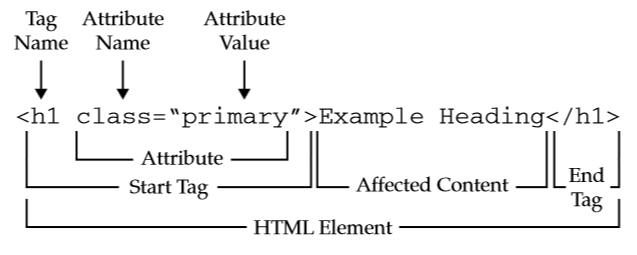 Tag Attribute Attribute
Name Name Value
<h1 class=“primary”>Example Heading</h1>
Attribute
Start Tag Affected Content End
Tag
HTML Element